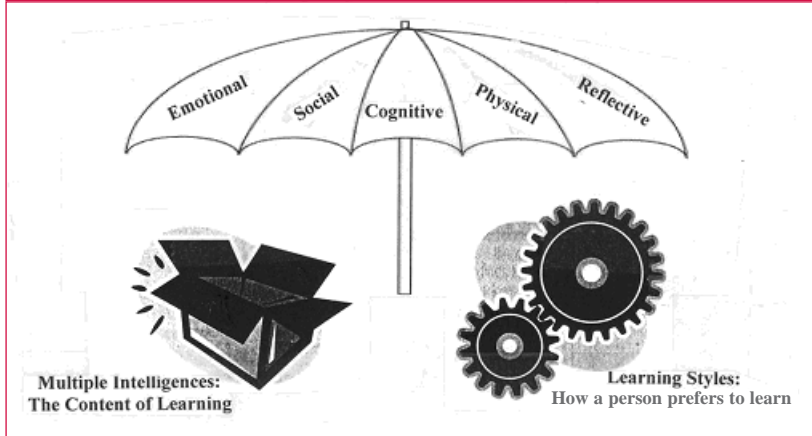 Emotional
Social
Cognitive
Physical
Reflective
Multiple Intelligences:
The Content of Learning
Learning Styles:
How a person prefers to learn